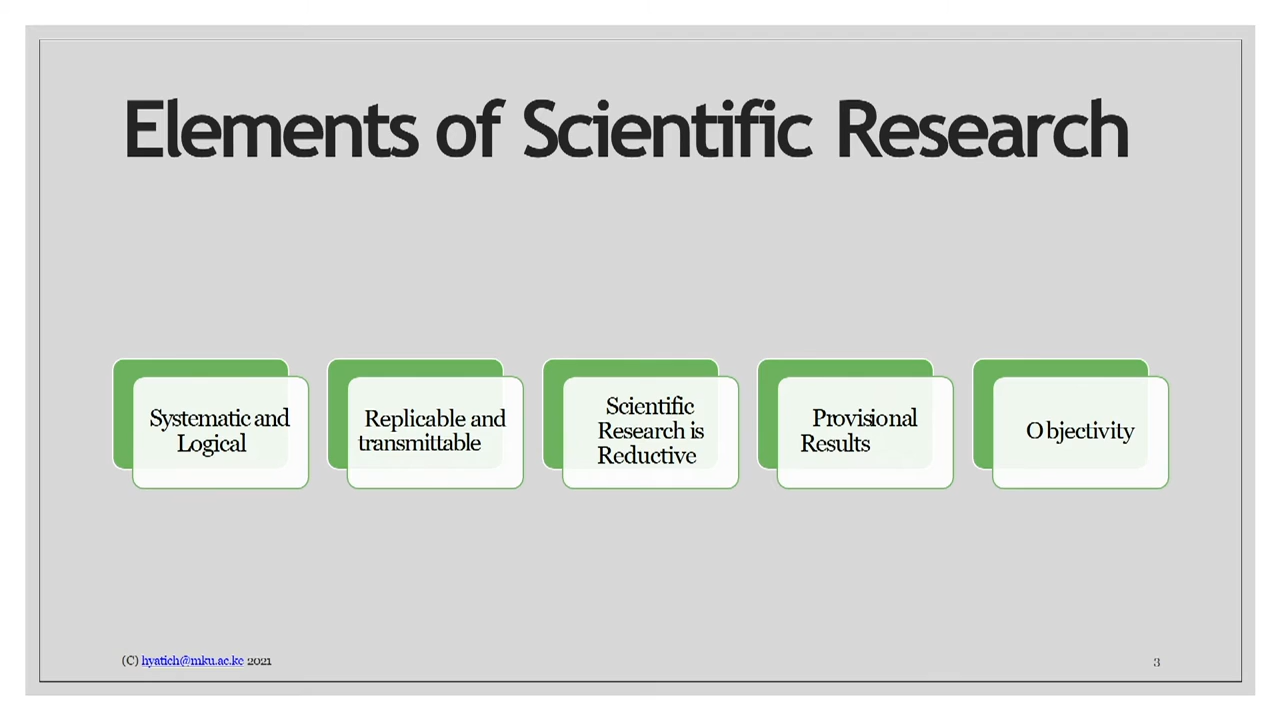 Elements of Scientific Research
Systematic and
Logical
Replicable and
transmittable
Scientific
Research is
Reductive
Provisional
Results
Objectivity
(C) hyatich@mku.ac.ke 2021
3